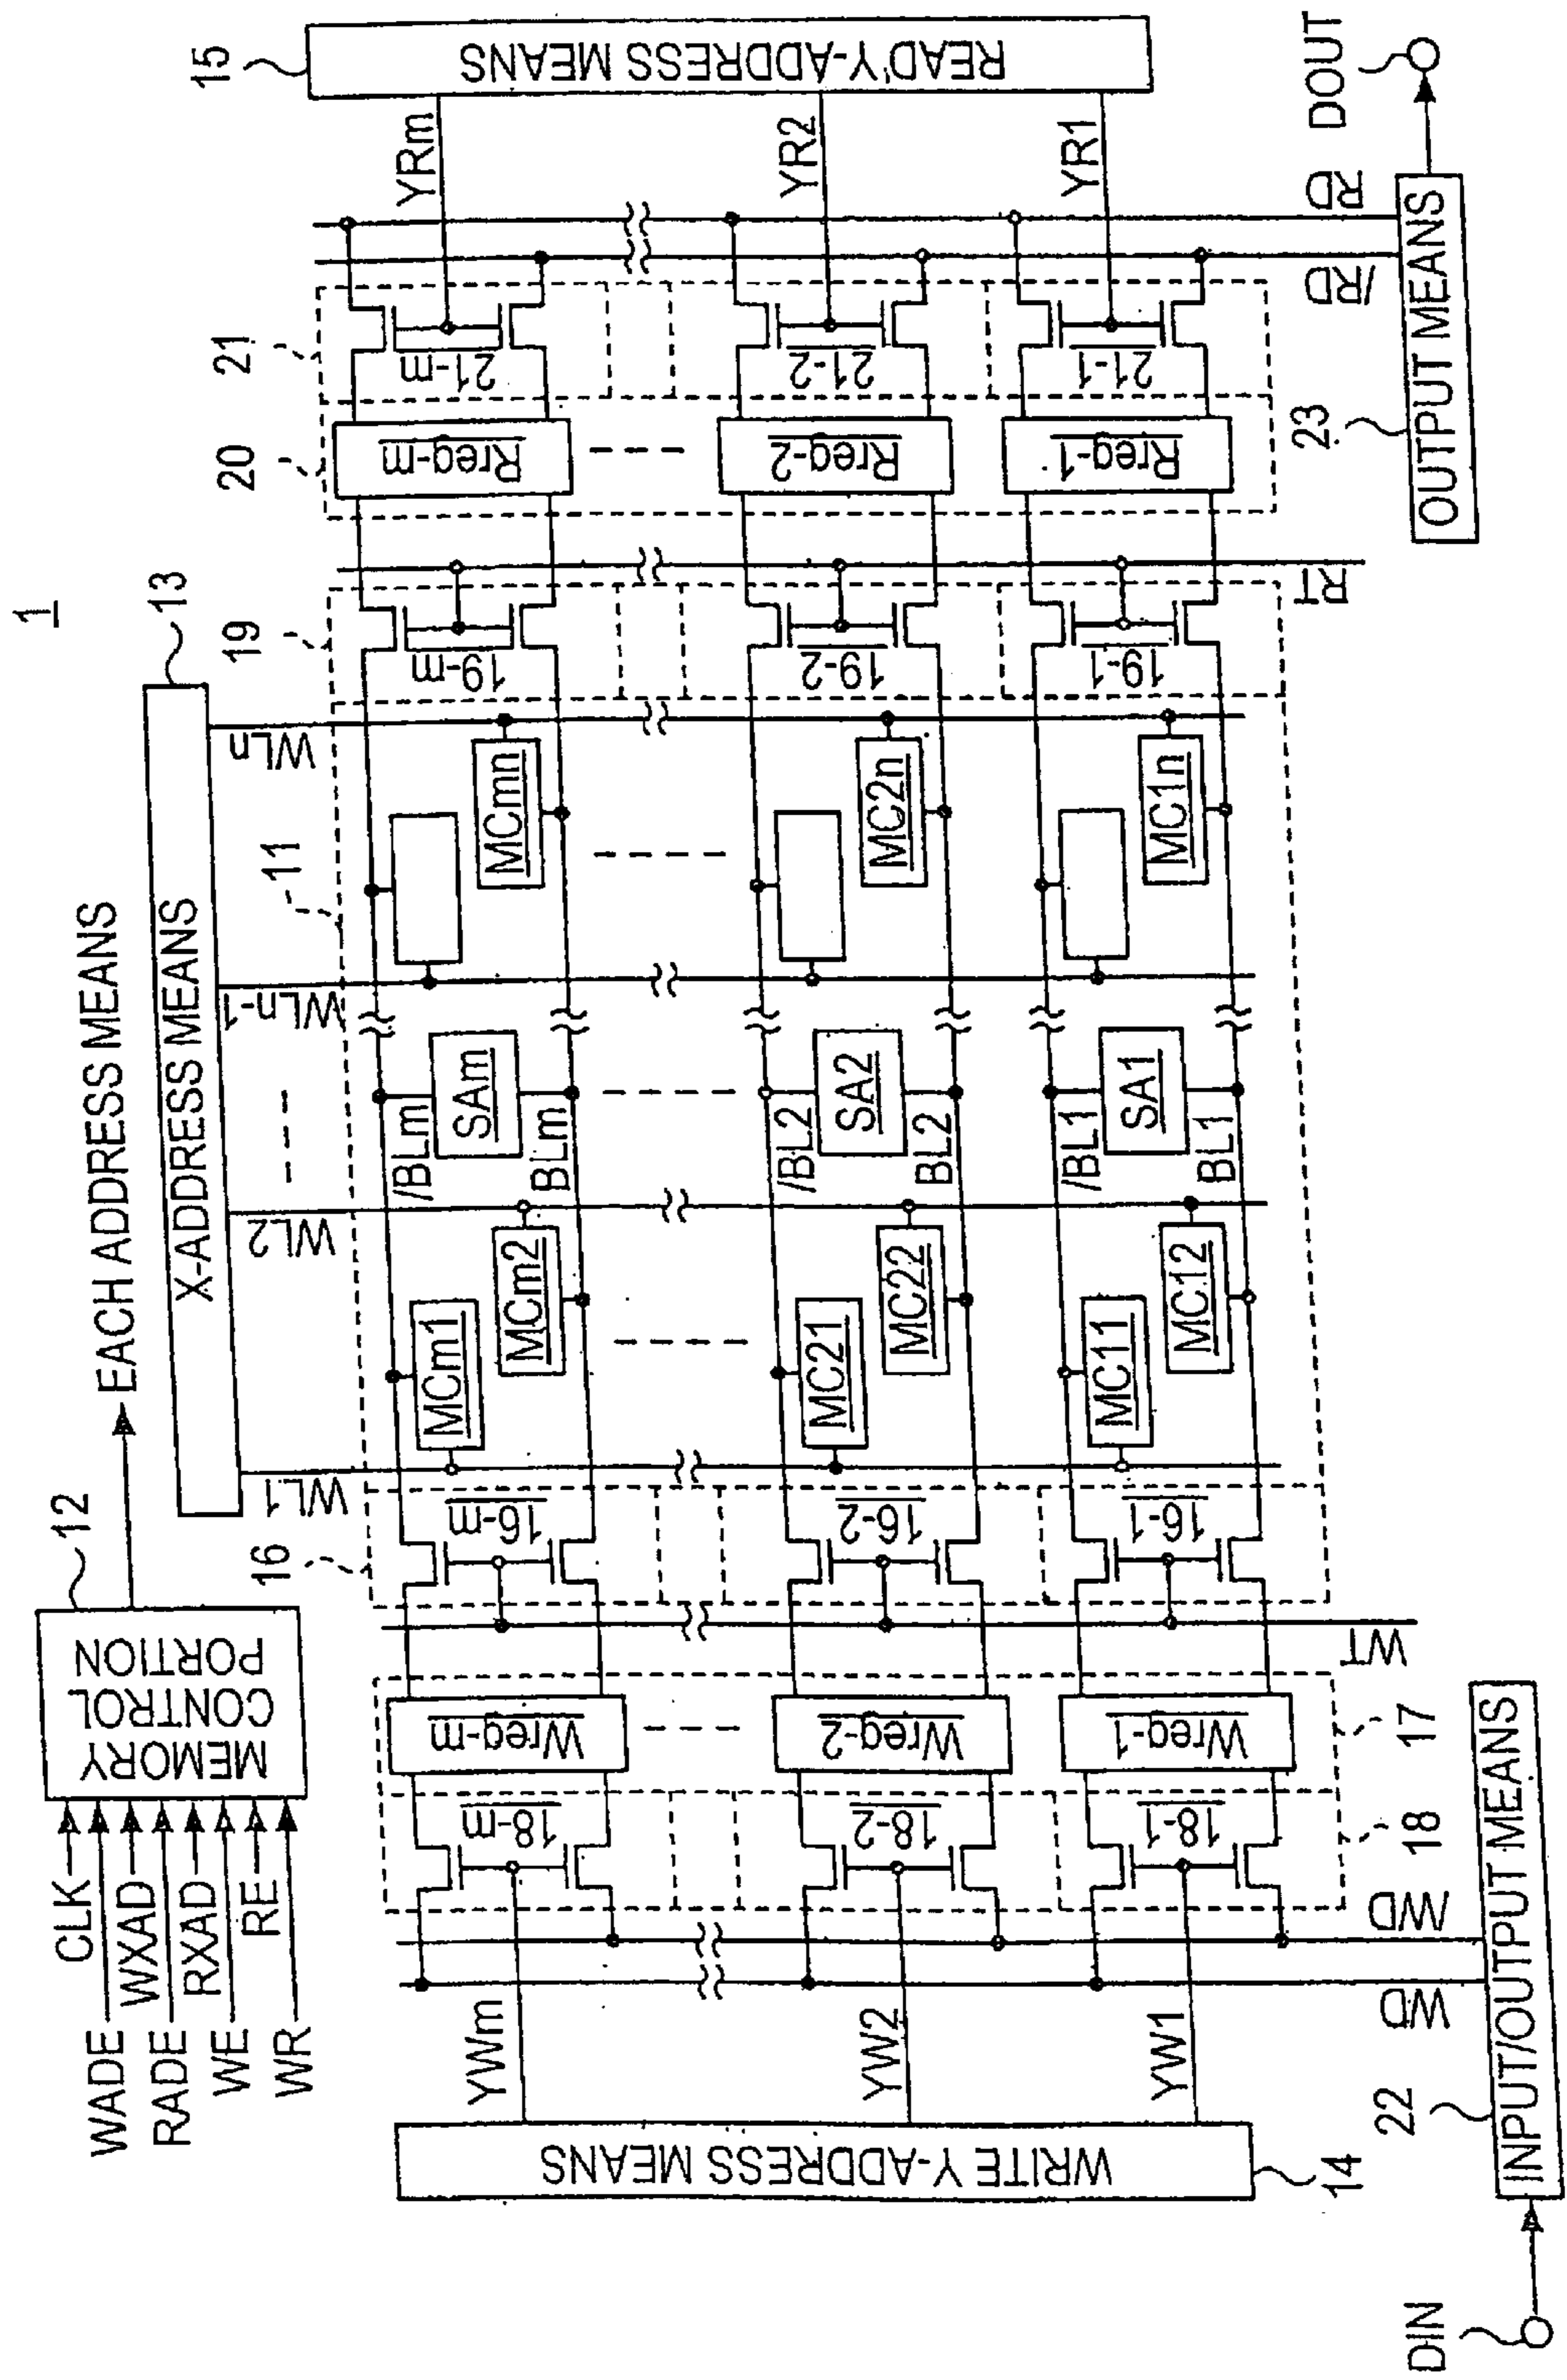 1
CLK
WADE
WXAD
RADE
RXAD
WE
RE
WR
12
MEMORY
CONTROL
PORTION
EACH ADDRESS MEANS
13
X-ADDRESS MEANS
WL1
WL2
WLn-1
WLn
11
14
WRITE Y-ADDRESS MEANS
YWm
YW2
YW1
WD
/WD
18
18-m
18-2
18-1
17
Wreg-m
Wreg-2
Wreg-1
WT
16
16-m
16-2
16-1
MCm1
MCm2
/BLm
SAm
BLm
MCmn
MC21
MC22
/BL2
SA2
BL2
MC2n
MC11
MC12
/BL1
SA1
BL1
MC1n
19
19-m
19-2
19-1
RT
20
Rreg-m
Rreg-2
Rreg-1
21
21-m
21-2
21-1
/RD
RD
YRm
YR2
YR1
15
READ Y-ADDRESS MEANS
DIN
22
INPUT/OUTPUT MEANS
23
OUTPUT MEANS
DOUT